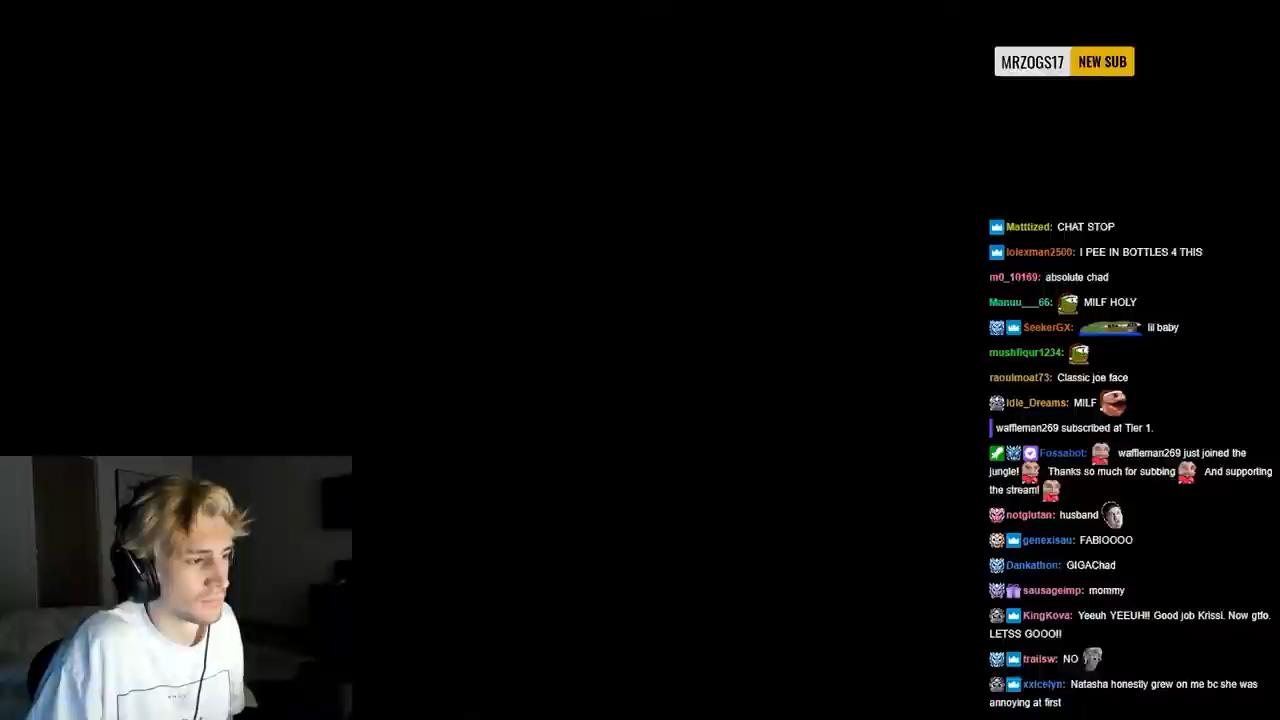 MRZOGS17 NEW SUB
Matttized: CHAT STOP
lolexman2500: I PEE IN BOTTLES 4 THIS
m0_10169: absolute chad
Manuu___66: MILF HOLY
SeekerGX: lil baby
mushfiqur1234:
raoulmoat73: Classic joe face
Idle_Dreams: MILF
waffleman269 subscribed at Tier 1.
Fossabot: waffleman269 just joined the
jungle! Thanks so much for subbing And supporting
the stream!
notglutan: husband
genexisau: FABIOOOO
Dankathon: GIGAChad
sausageimp: mommy
KingKova: Yeeuh YEEUH!! Good job Krissi. Now gtfo.
LETSS GOOO!!
trailsw: NO
xxicelyn: Natasha honestly grew on me bc she was
annoying at first